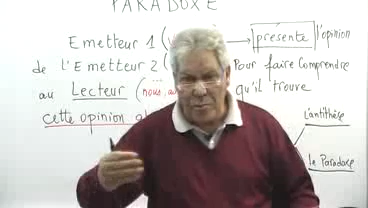 PARADOXE
Emetteur 1 ( → présente l'opinion
de l'Emetteur 2 ( Pour faire Comprendre
au Lecteur (nous, qu'il trouve
cette opinion
l'antithèse
le Paradoxe